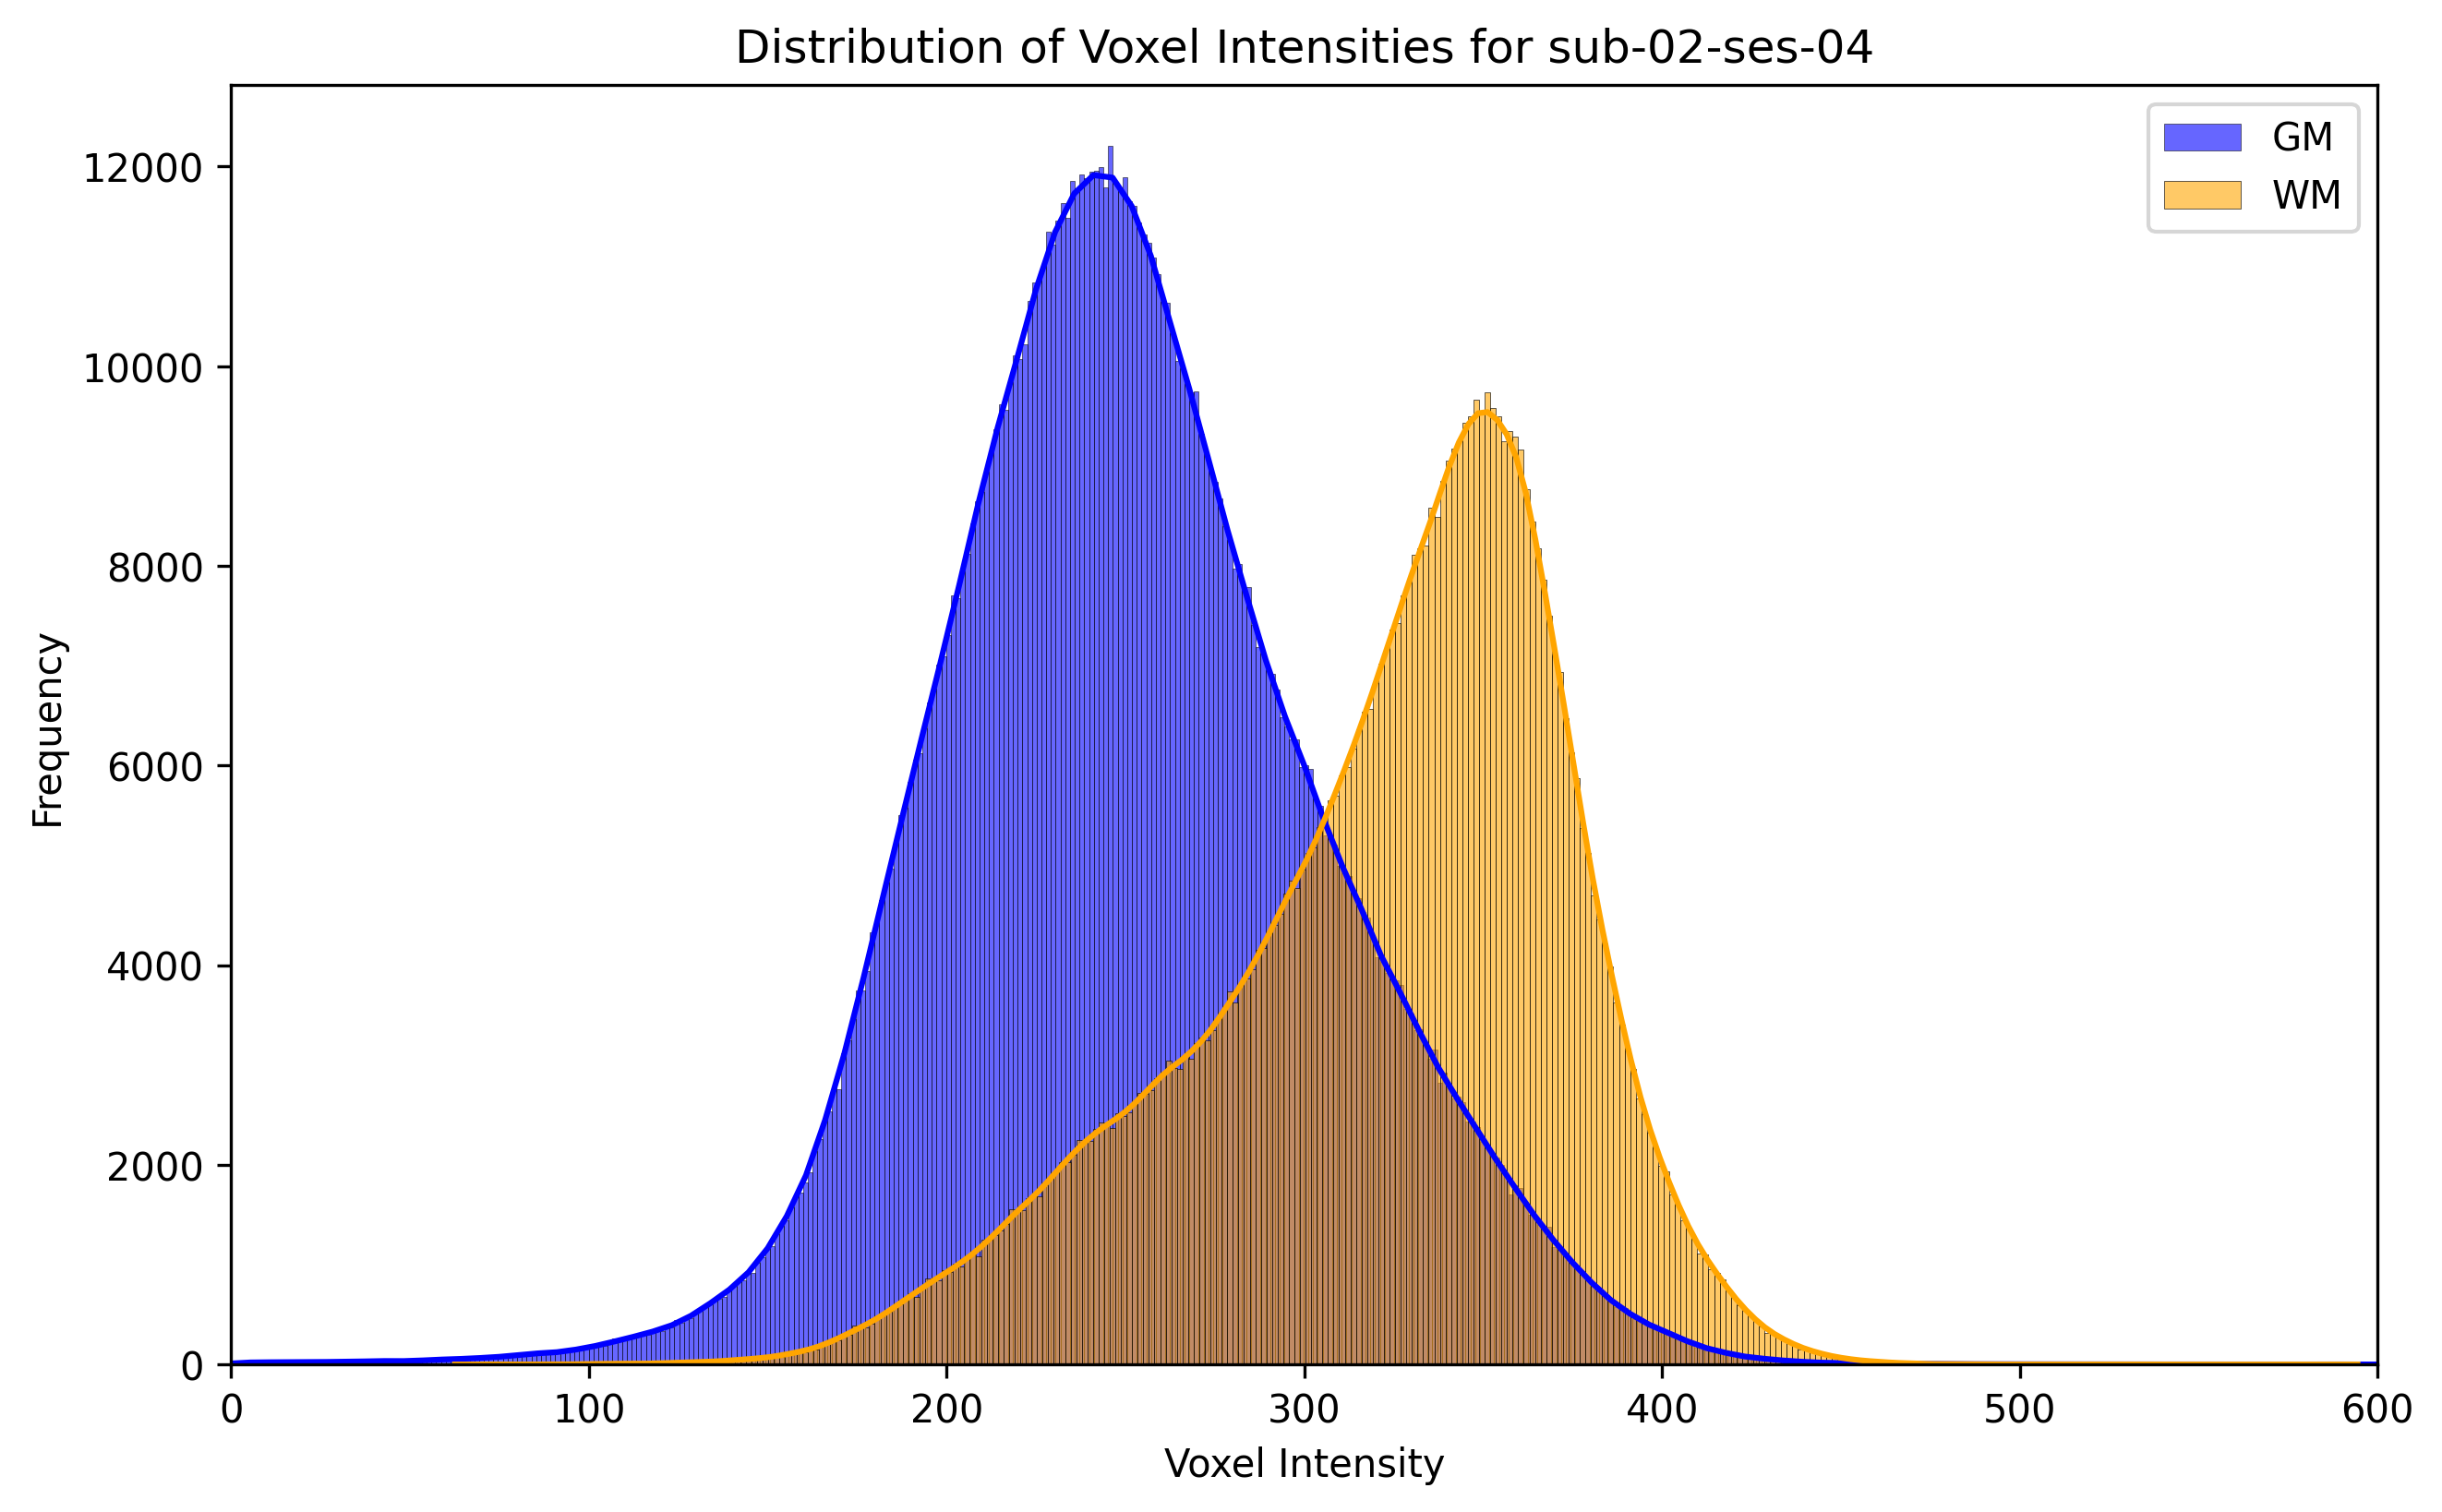 Distribution of Voxel Intensities for sub-02-ses-04
GM
WM
12000
10000
8000
6000
4000
2000
0
Frequency
0 100 200 300 400 500 600
Voxel Intensity